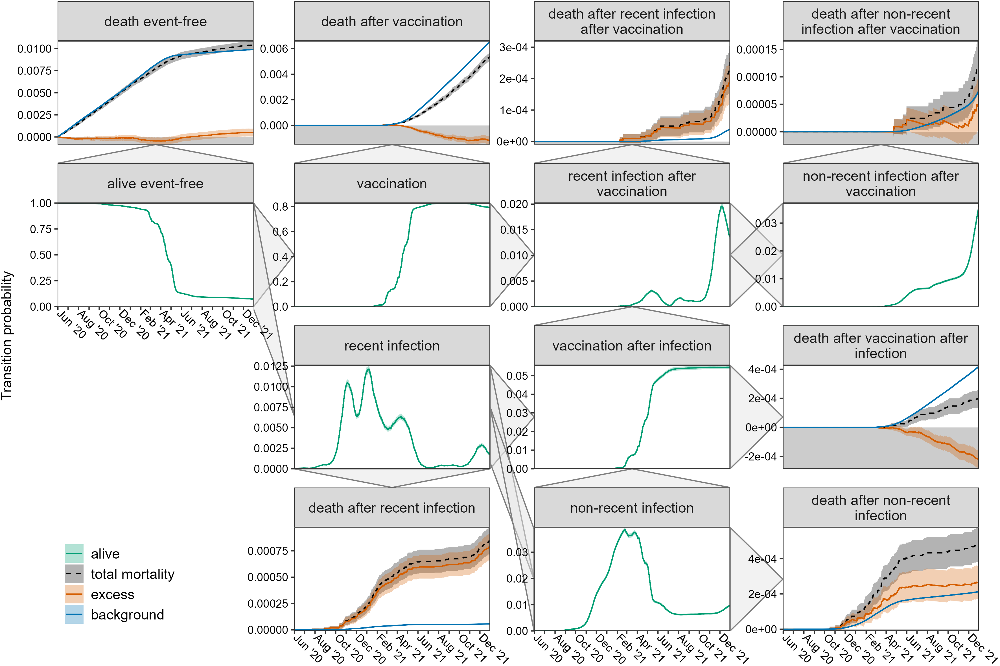 death event-free
death after vaccination
death after recent infection
after vaccination
death after non-recent
infection after vaccination
0.0100
0.0075
0.0050
0.0025
0.0000
0.006
0.004
0.002
0.000
3e-04
2e-04
1e-04
0e+00
0.00015
0.00010
0.00005
0.00000
alive event-free
vaccination
recent infection after
vaccination
non-recent infection after
vaccination
1.00
0.75
0.50
0.25
0.00
0.8
0.6
0.4
0.2
0.0
0.020
0.015
0.010
0.005
0.000
0.03
0.02
0.01
0.00
Jun '20
Aug '20
Oct '20
Dec '20
Feb '21
Apr '21
Jun '21
Aug '21
Oct '21
Dec '21
Transition probability
recent infection
vaccination after infection
death after vaccination after
infection
0.0125
0.0100
0.0075
0.0050
0.0025
0.0000
0.05
0.04
0.03
0.02
0.01
0.00
4e-04
2e-04
0e+00
-2e-04
death after recent infection
non-recent infection
death after non-recent
infection
0.00075
0.00050
0.00025
0.00000
0.03
0.02
0.01
0.00
4e-04
2e-04
0e+00
Jun '20
Aug '20
Oct '20
Dec '20
Feb '21
Apr '21
Jun '21
Aug '21
Oct '21
Dec '21
Jun '20
Aug '20
Oct '20
Dec '20
Feb '21
Apr '21
Jun '21
Aug '21
Oct '21
Dec '21
Jun '20
Aug '20
Oct '20
Dec '20
Feb '21
Apr '21
Jun '21
Aug '21
Oct '21
Dec '21
alive
total mortality
excess
background